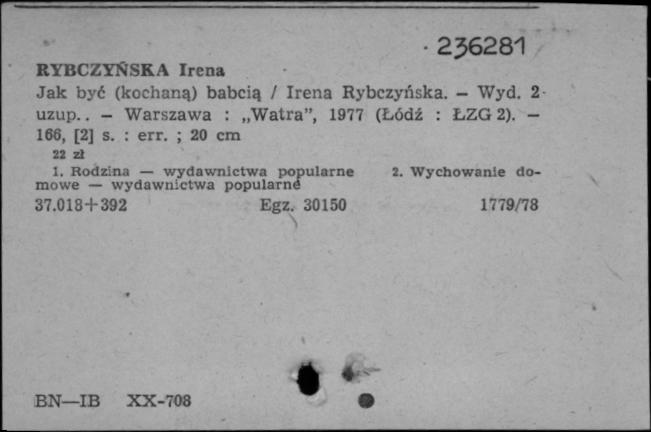 236281
RYBCZYŃSKA Irena
Jak być (kochaną) babcią / Irena Rybczyńska. – Wyd. 2
uzup.. – Warszawa : „Watra”, 1977 (Łódź : ŁZG 2). –
166, [2] s. : err. ; 20 cm
22 zł
1. Rodzina — wydawnictwa popularne 2. Wychowanie do-
mowe — wydawnictwa popularne
37.018+392 Egz. 30150 1779/78
BN—IB XX-708